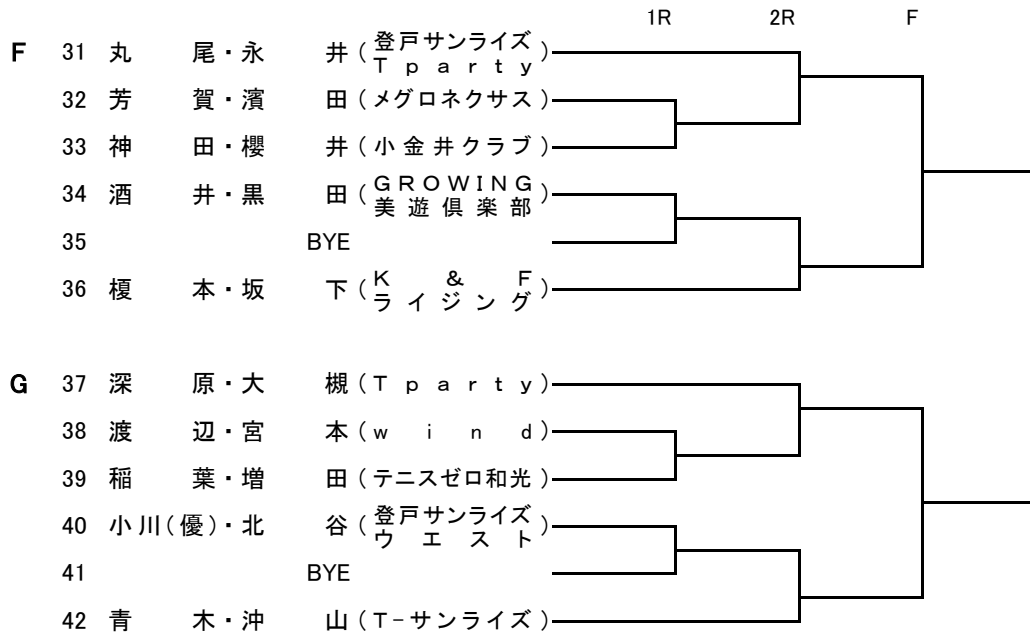 1R 2R F
F 31 丸尾・永井(登戸サンライズ
Tparty)
32 芳賀・濱田(メグロネクサス)
33 神田・櫻井(小金井クラブ)
34 酒井・黒田(GROWING
美遊倶楽部)
35 BYE
36 榎本・坂下(K&F
ライジング)
G 37 深原・大槻(Tparty)
38 渡辺・宮本(wind)
39 稲葉・増田(テニスゼロ和光)
40 小川(優)・北谷(登戸サンライズ
ウエスト)
41 BYE
42 青木・沖山(T-サンライズ)